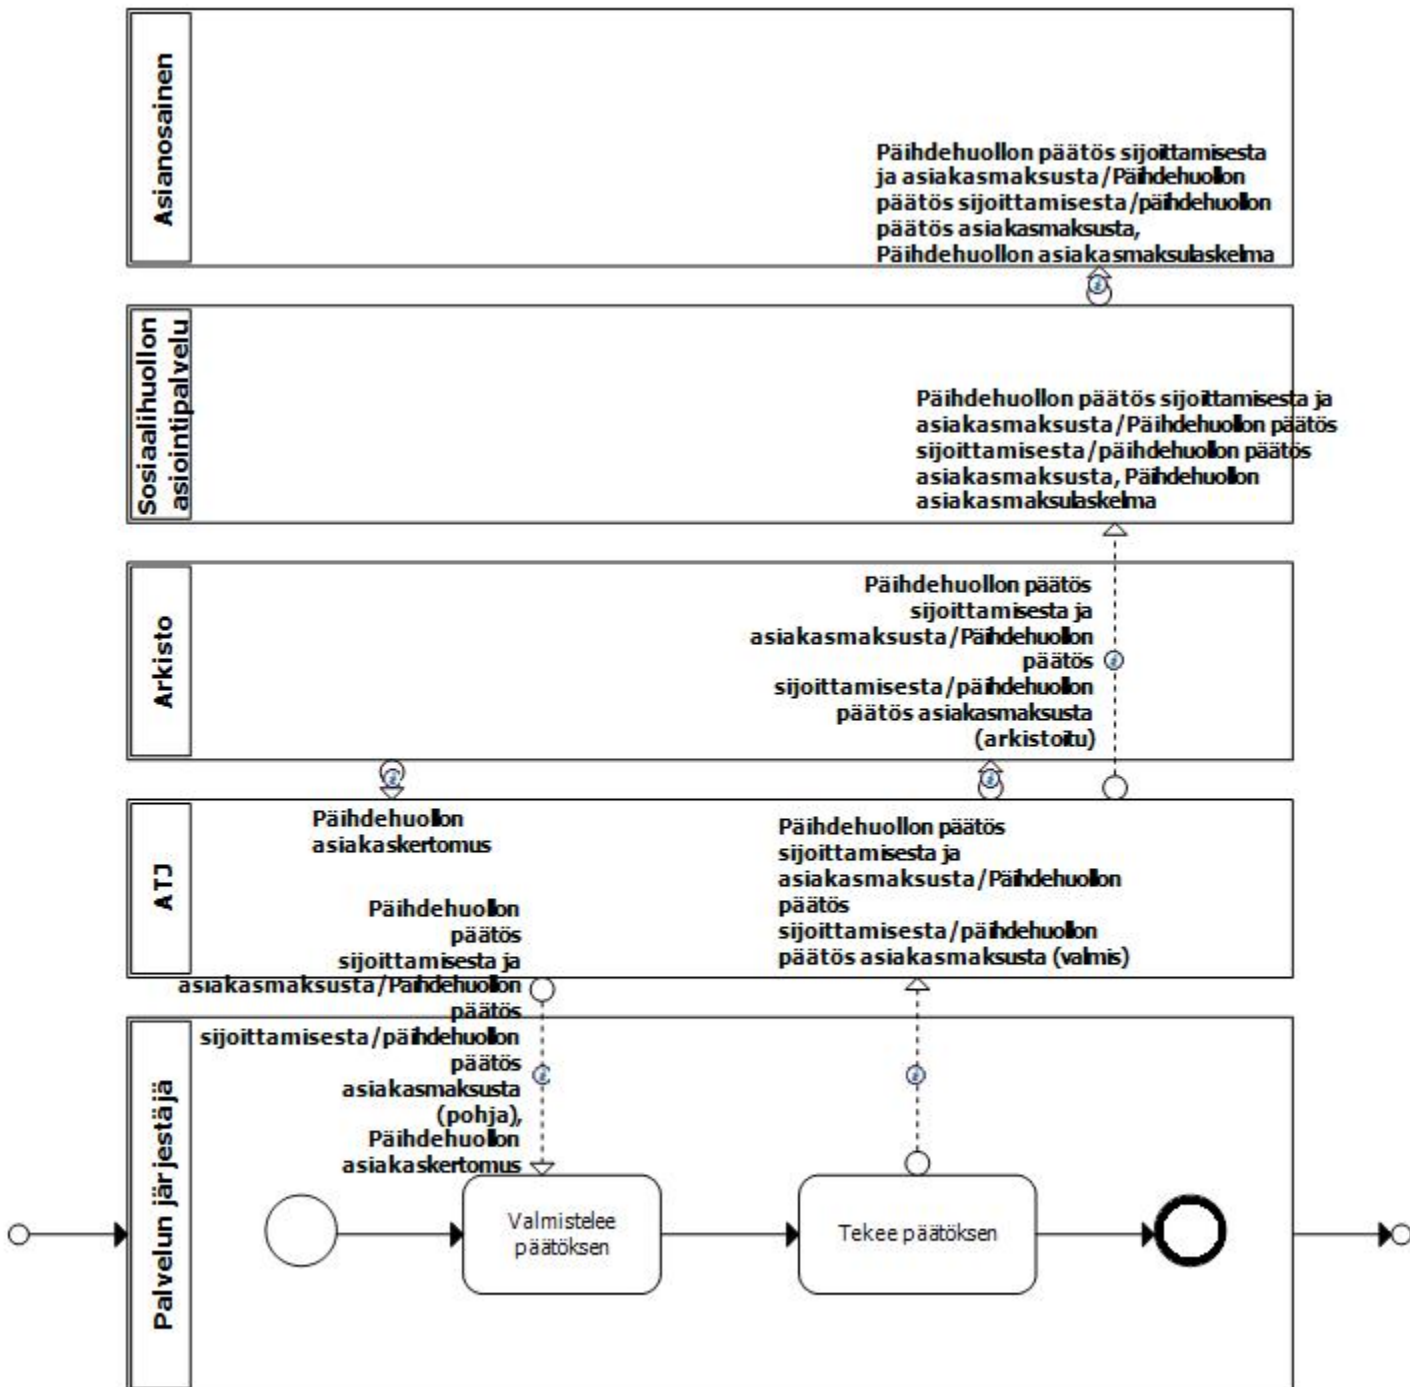 Asianosainen
Päihdehuollon päätös sijoittamisesta
ja asiakasmaksusta/Päihdehuollon
päätös sijoittamisesta/päihdehuollon
päätös asiakasmaksusta,
Päihdehuollon asiakasmaksulaskelma
Sosiaalihuollon
asiointipalvelu
Päihdehuollon päätös sijoittamisesta ja
asiakasmaksusta/Päihdehuollon päätös
sijoittamisesta/päihdehuollon päätös
asiakasmaksusta, Päihdehuollon
asiakasmaksulaskelma
Arkisto
Päihdehuollon päätös
sijoittamisesta ja
asiakasmaksusta/Päihdehuollon
päätös
sijoittamisesta/päihdehuollon
päätös asiakasmaksusta
(arkistoitu)
ATJ
Päihdehuollon
asiakaskertomus
Päihdehuollon päätös
sijoittamisesta ja
asiakasmaksusta/Päihdehuollon
päätös
sijoittamisesta/päihdehuollon
päätös asiakasmaksusta (valmis)
Päihdehuollon
päätös
sijoittamisesta ja
asiakasmaksusta/Päihdehuollon
päätös
sijoittamisesta/päihdehuollon
päätös
asiakasmaksusta
(pohja),
Päihdehuollon
asiakaskertomus
Palvelun järjestäjä
Valmistelee
päätöksen
Tekee päätöksen